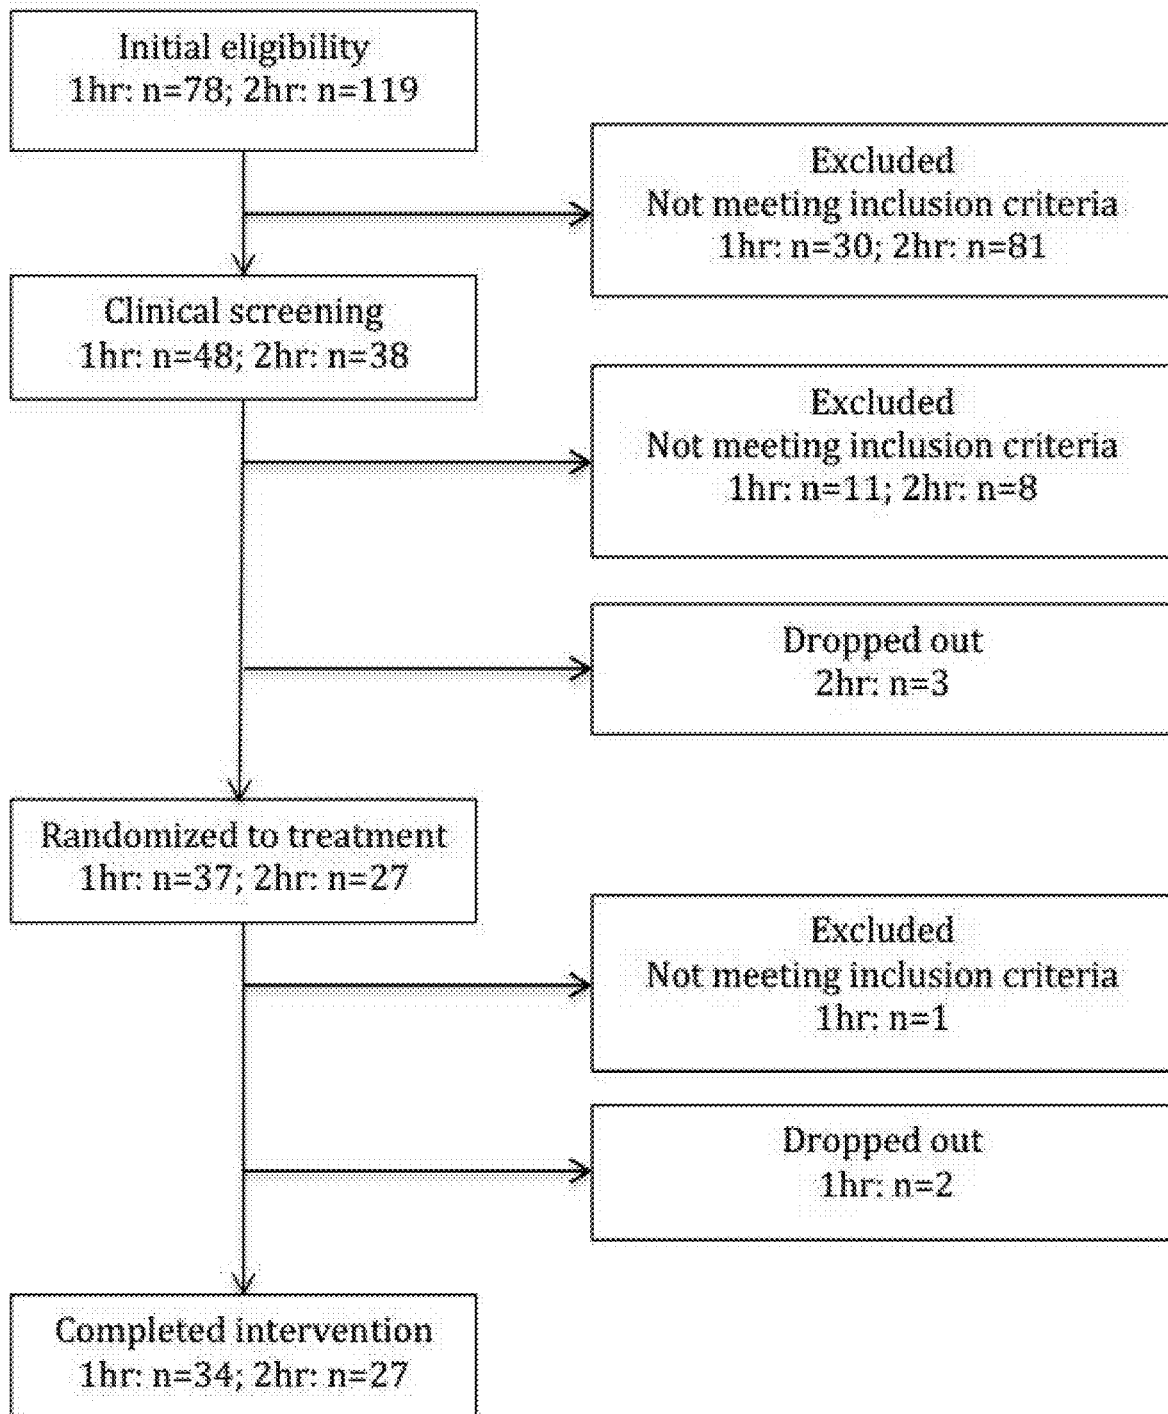 Initial eligibility
1hr: n=78; 2hr: n=119
Excluded
Not meeting inclusion criteria
1hr: n=30; 2hr: n=81
Clinical screening
1hr: n=48; 2hr: n=38
Excluded
Not meeting inclusion criteria
1hr: n=11; 2hr: n=8
Dropped out
2hr: n=3
Randomized to treatment
1hr: n=37; 2hr: n=27
Excluded
Not meeting inclusion criteria
1hr: n=1
Dropped out
1hr: n=2
Completed intervention
1hr: n=34; 2hr: n=27